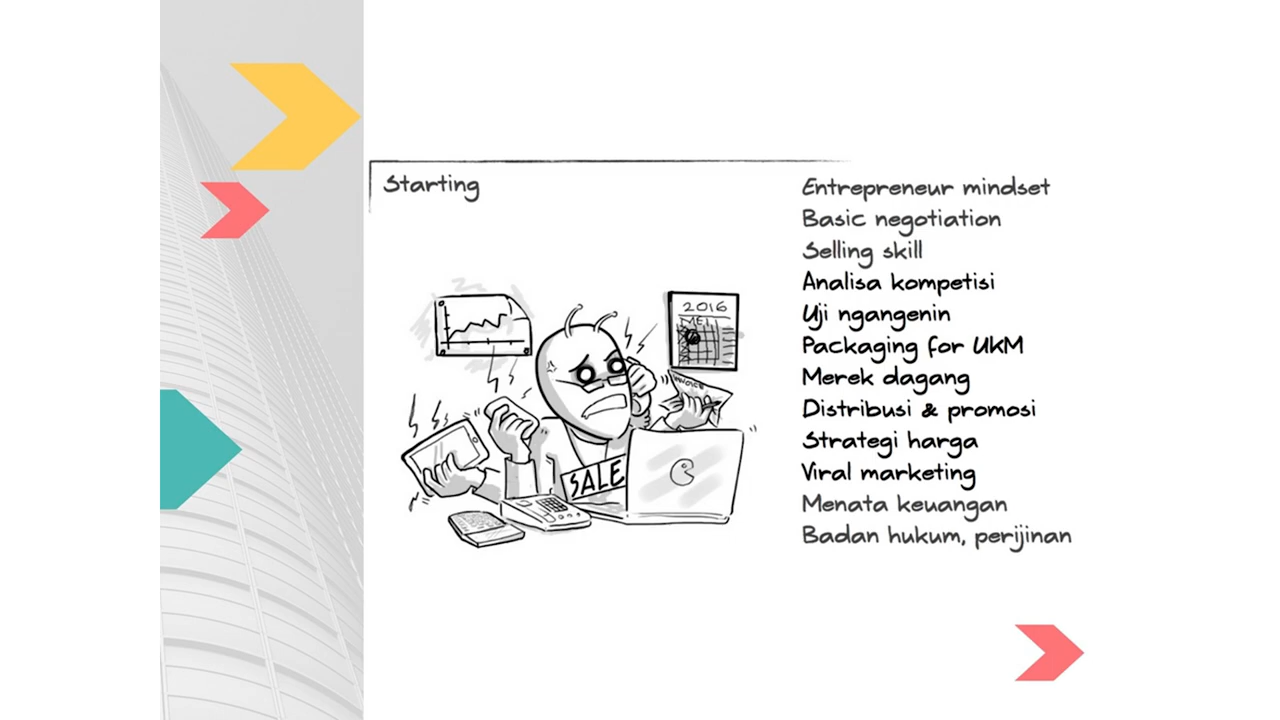 Starting
Entrepreneur mindset
Basic negotiation
Selling skill
Analisa kompetisi
Uji ngangenin
Packaging for UKM
Merek dagang
Distribusi & promosi
Strategi harga
Viral marketing
Menata keuangan
Badan hukum, perijinan
2016
MEI
INVOICE
SALE